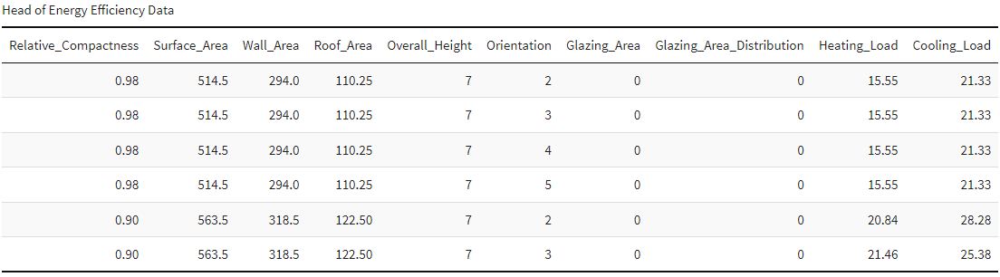 Head of Energy Efficiency Data
Relative_Compactness Surface_Area Wall_Area Roof_Area Overall_Height Orientation Glazing_Area Glazing_Area_Distribution Heating_Load Cooling_Load
0.98 514.5 294.0 110.25 7 2 0 0 15.55 21.33
0.98 514.5 294.0 110.25 7 3 0 0 15.55 21.33
0.98 514.5 294.0 110.25 7 4 0 0 15.55 21.33
0.98 514.5 294.0 110.25 7 5 0 0 15.55 21.33
0.90 563.5 318.5 122.50 7 2 0 0 20.84 28.28
0.90 563.5 318.5 122.50 7 3 0 0 21.46 25.38